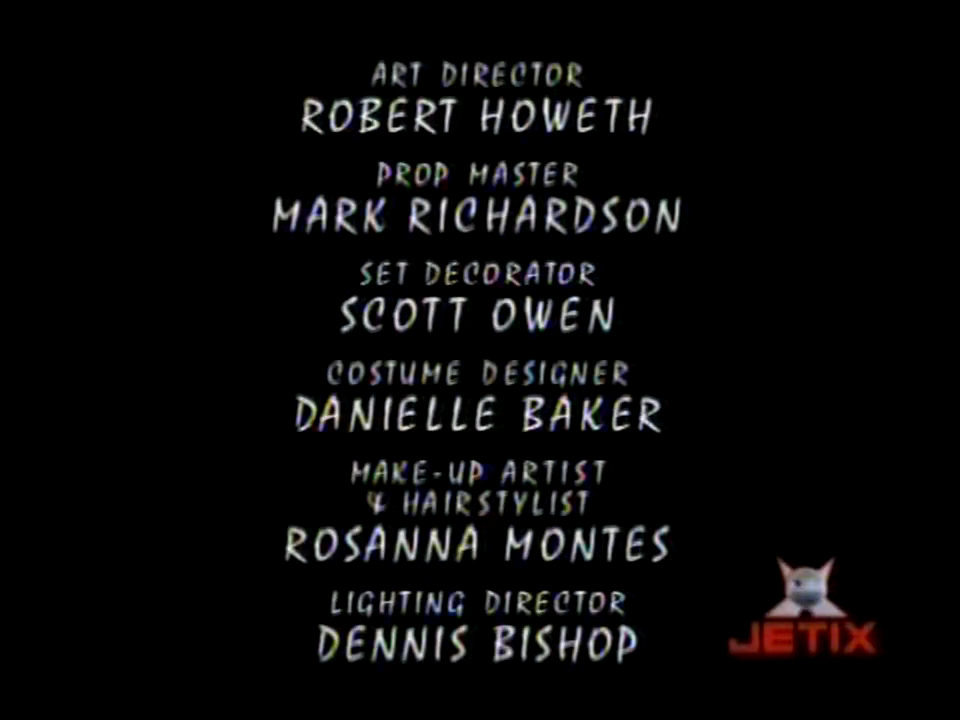 ART DIRECTOR
ROBERT HOWETH
PROP MASTER
MARK RICHARDSON
SET DECORATOR
SCOTT OWEN
COSTUME DESIGNER
DANIELLE BAKER
MAKE-UP ARTIST
& HAIRSTYLIST
ROSANNA MONTES
LIGHTING DIRECTOR
DENNIS BISHOP
JETIX